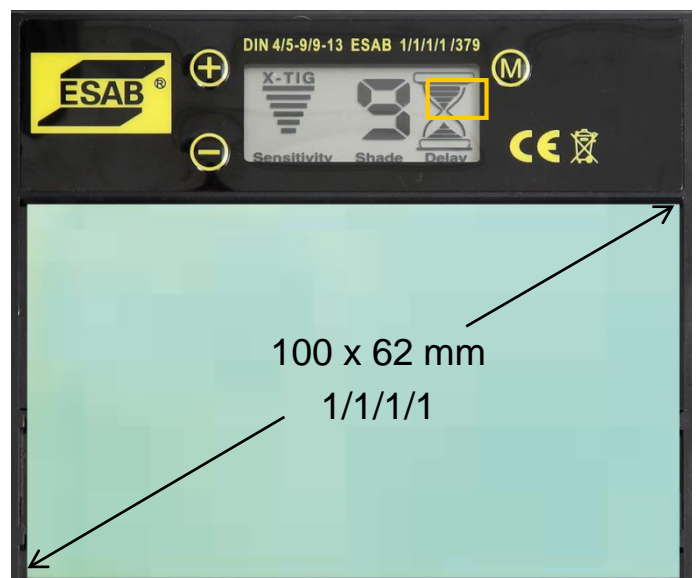 DIN 4/5-9/9-13 ESAB 1/1/1/1 /379
ESAB ®
X-TIG
9
M
Sensitivity Shade Delay
CE
100 x 62 mm
1/1/1/1